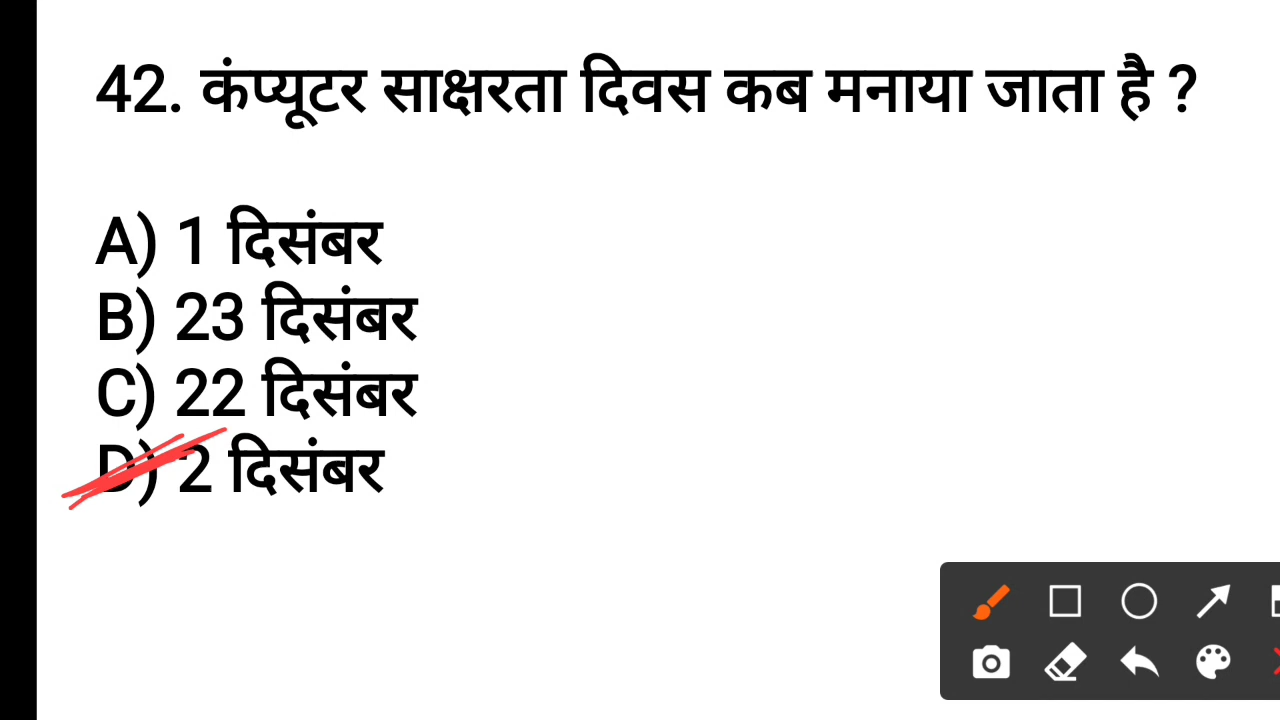 42. कंप्यूटर साक्षरता दिवस कब मनाया जाता है ?
A) 1 दिसंबर
B) 23 दिसंबर
C) 22 दिसंबर
D) 2 दिसंबर